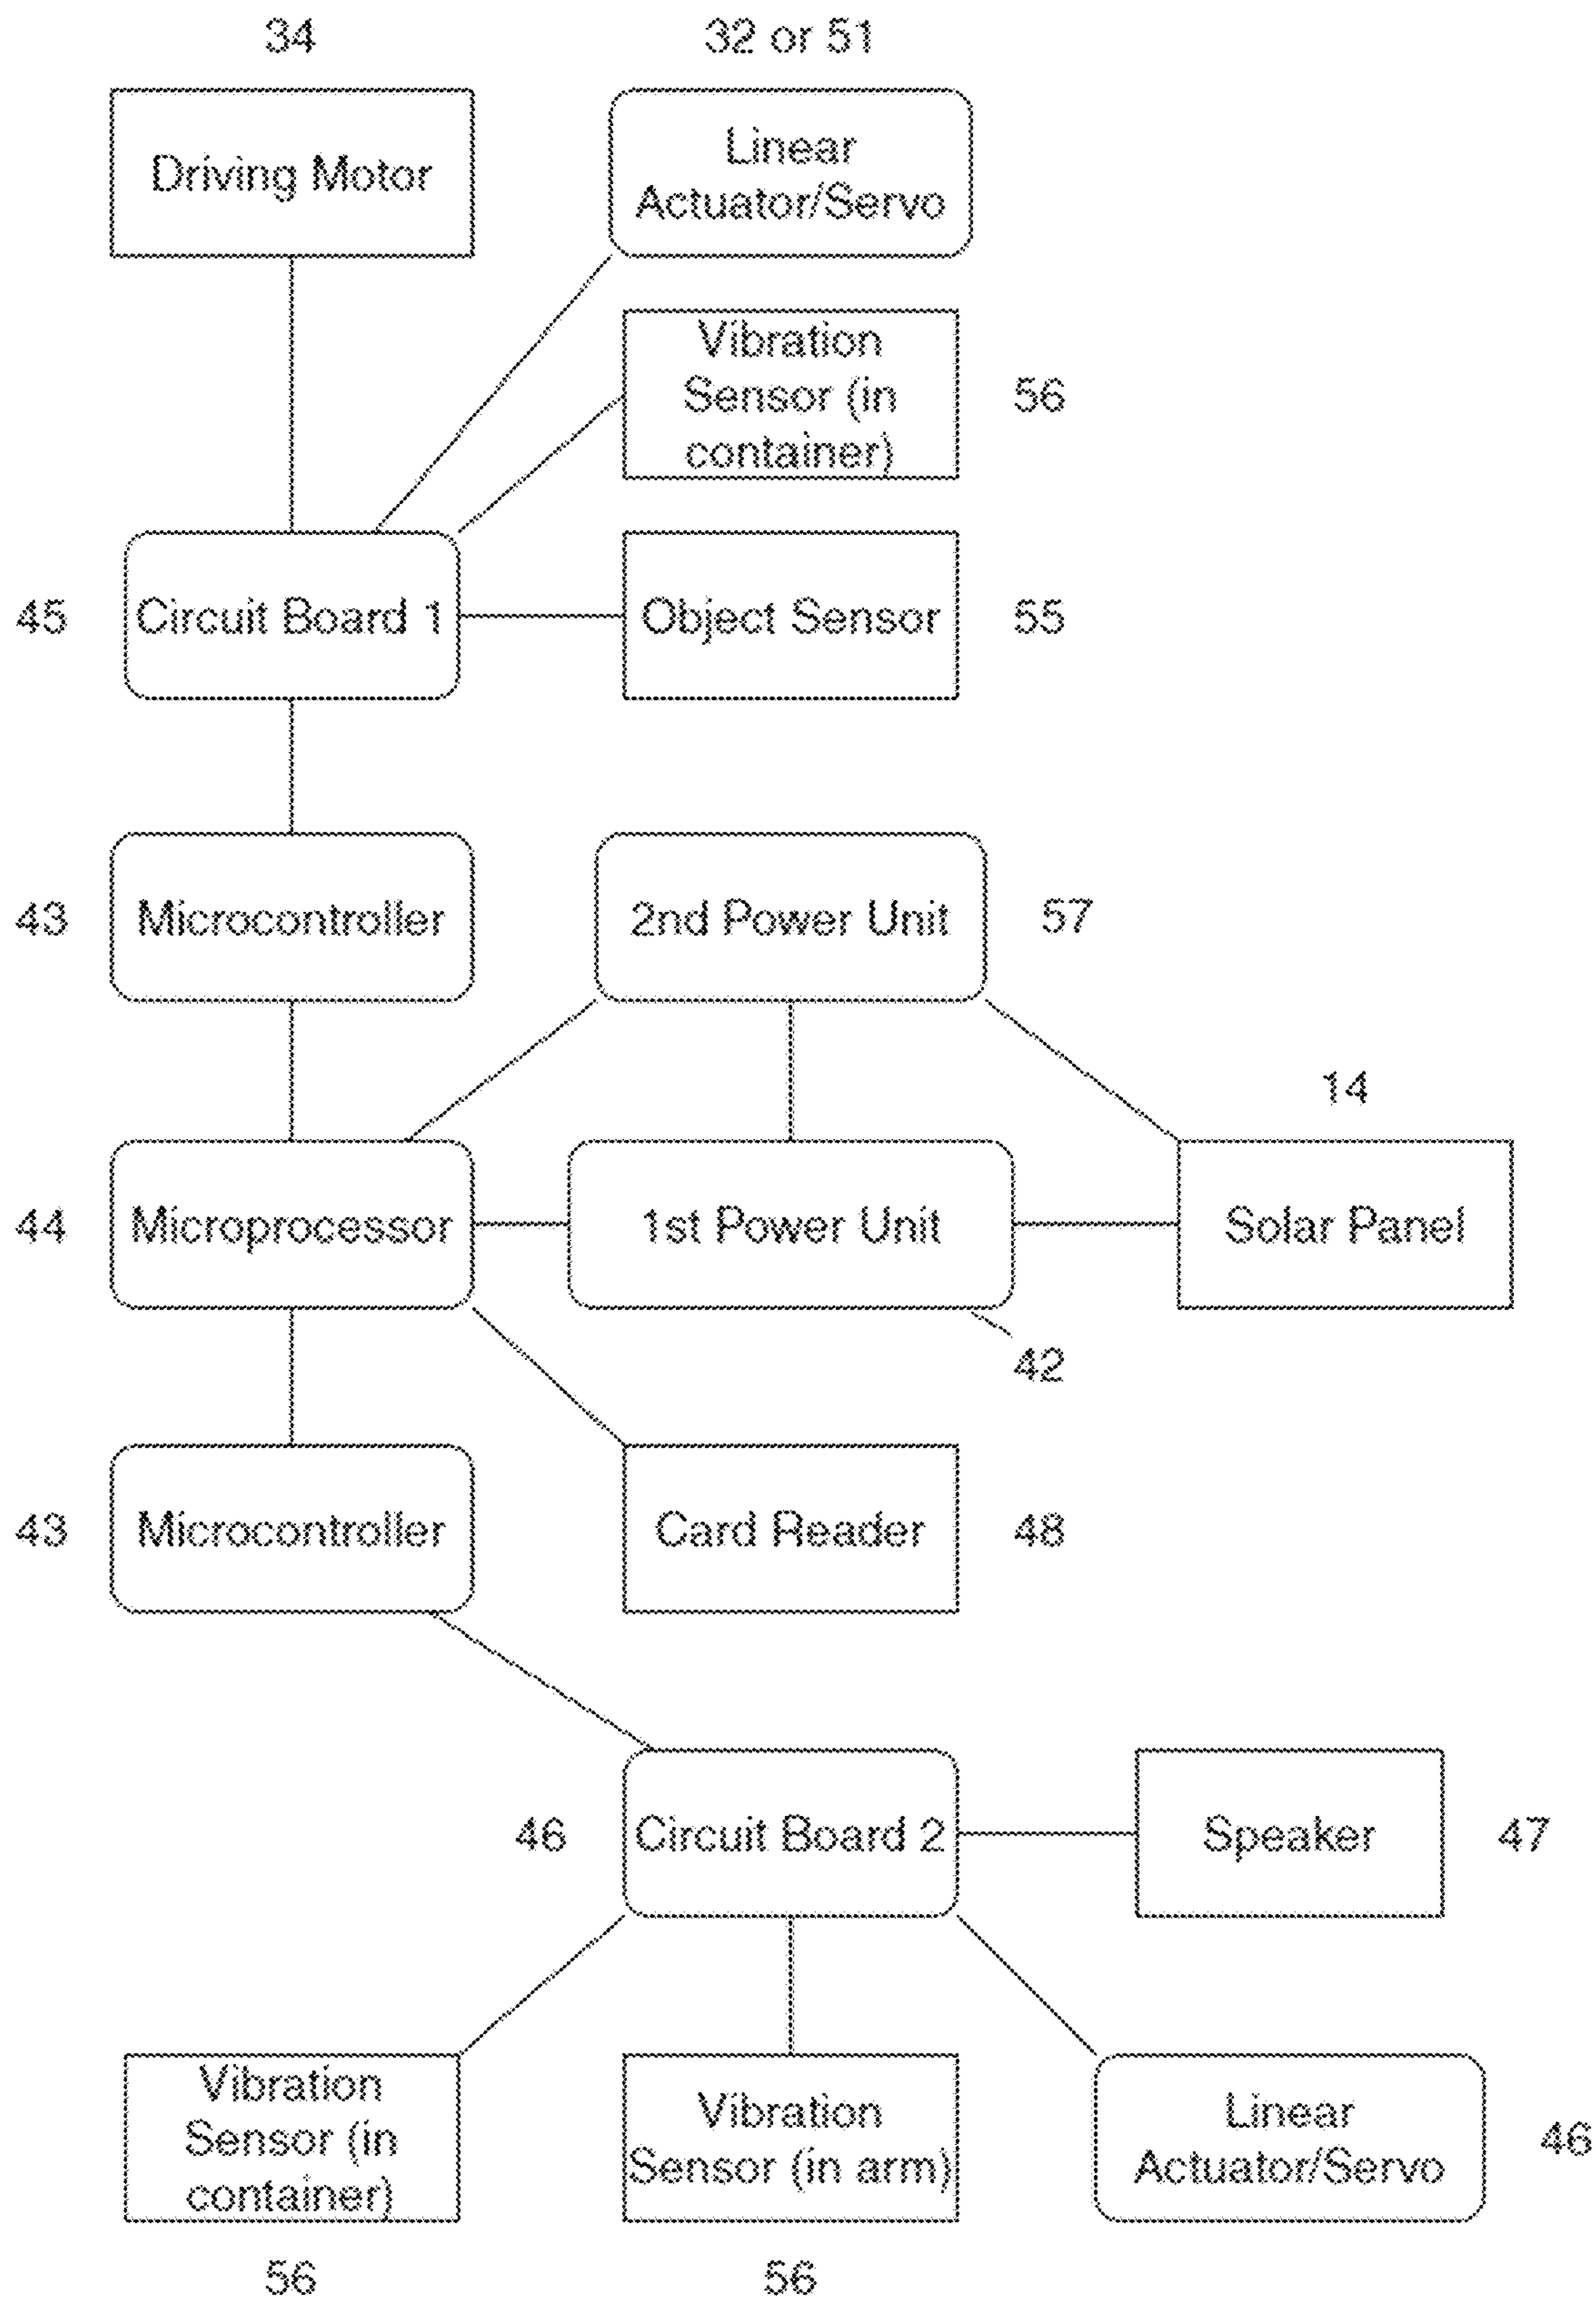 34
32 or 51
Driving Motor
Linear
Actuator/Servo
Vibration
Sensor (in
container)
56
45
Circuit Board 1
Object Sensor
55
43
Microcontroller
2nd Power Unit
57
14
44
Microprocessor
1st Power Unit
Solar Panel
42
43
Microcontroller
Card Reader
48
46
Circuit Board 2
Speaker
47
Vibration
Sensor (in
container)
Vibration
Sensor (in arm)
Linear
Actuator/Servo
46
56
56